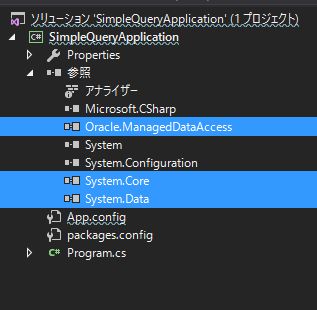 ソリューション 'SimpleQueryApplication' (1 プロジェクト)
C# SimpleQueryApplication
Properties
参照
アナライザー
Microsoft.CSharp
Oracle.ManagedDataAccess
System
System.Configuration
System.Core
System.Data
App.config
packages.config
C# Program.cs